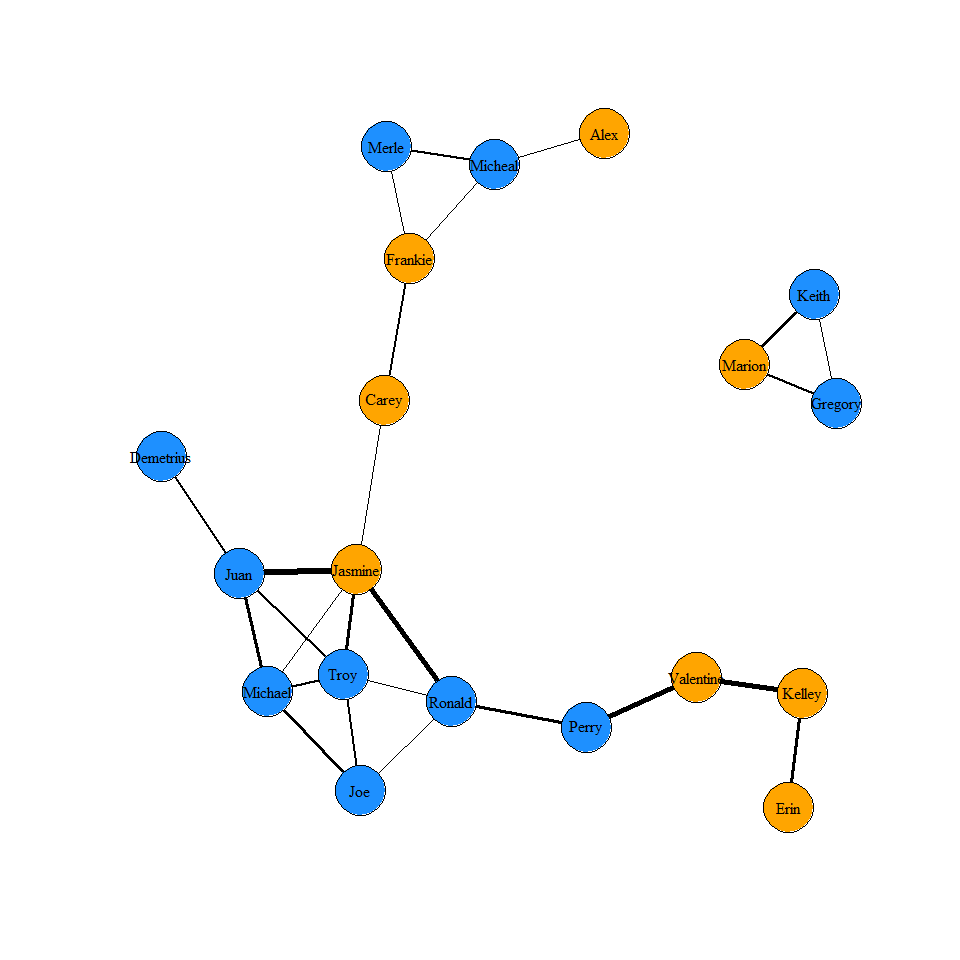 Alex
Merle
Micheal
Frankie
Keith
Marion
Carey
Gregory
Demetrius
Jasmine
Juan
Troy
Valentine
Michael
Kelley
Ronald
Perry
Joe
Erin